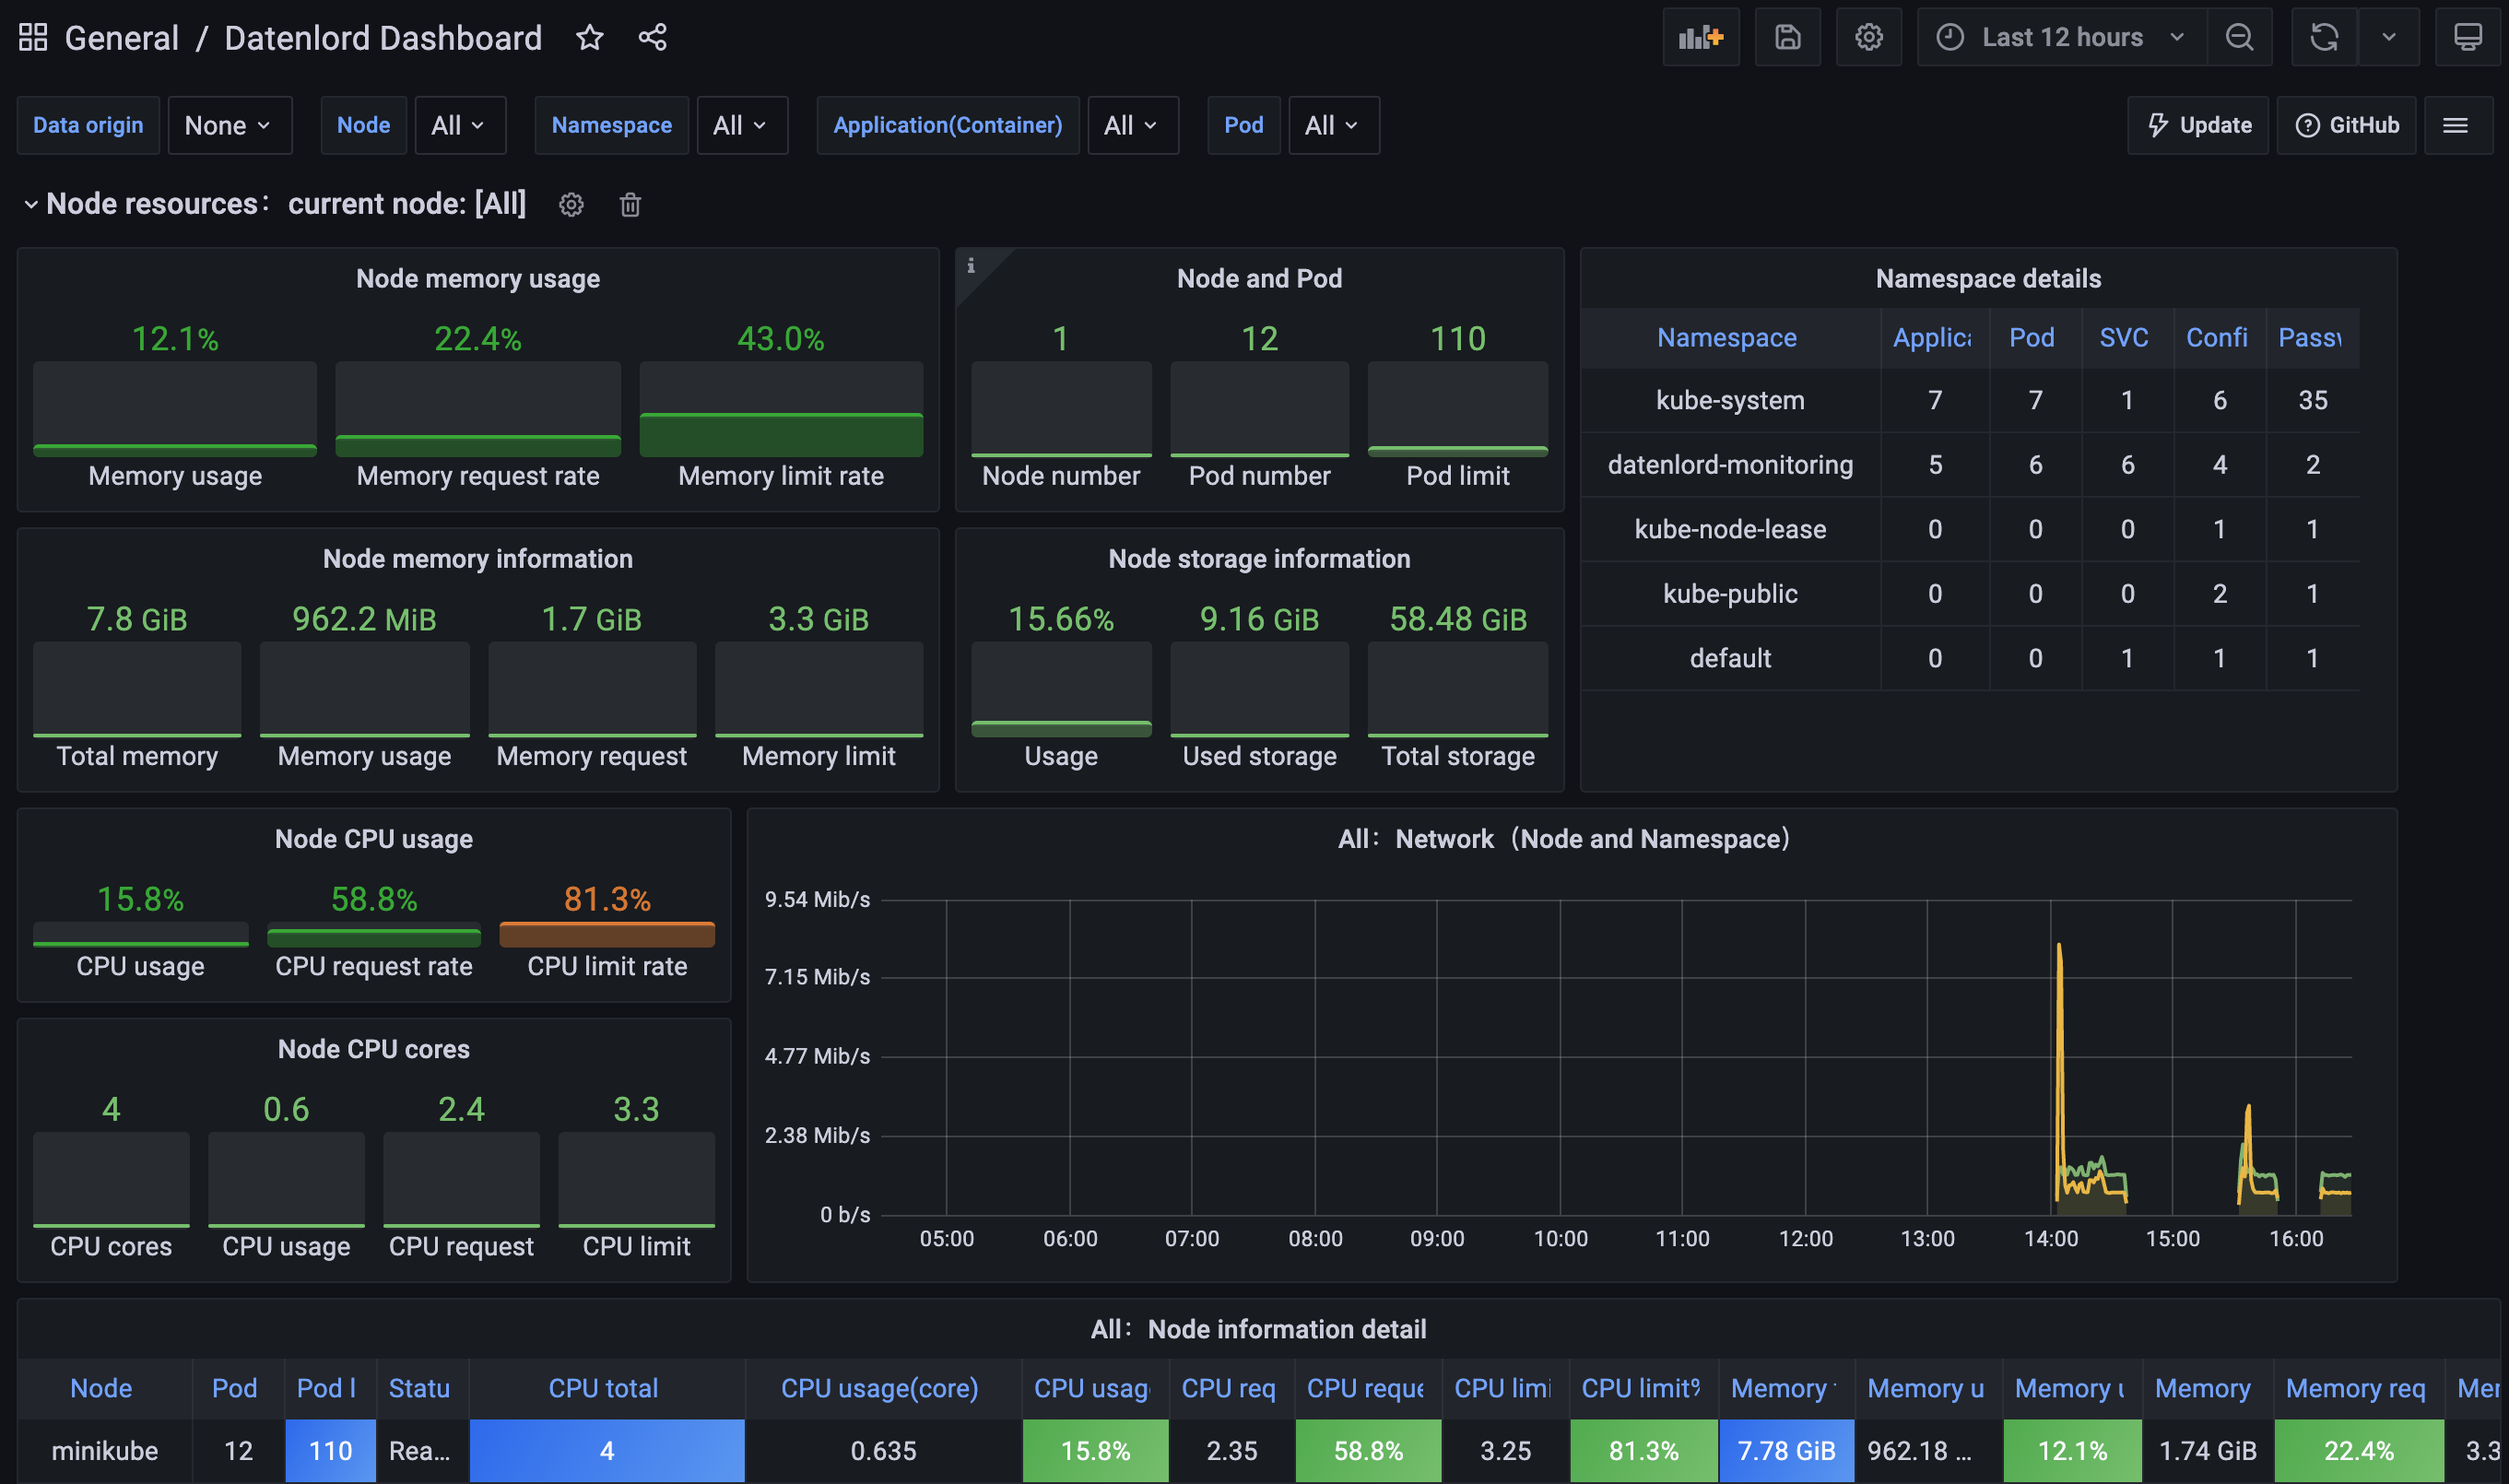 General / Datenlord Dashboard
Last 12 hours
Data origin None Node All Namespace All Application(Container) All Pod All Update GitHub
Node resources： current node: [All]
Node memory usage
12.1% 22.4% 43.0%
Memory usage Memory request rate Memory limit rate
i
Node and Pod
1 12 110
Node number Pod number Pod limit
Namespace details
Namespace Applica Pod SVC Confi Passw
kube-system 7 7 1 6 35
datenlord-monitoring 5 6 6 4 2
kube-node-lease 0 0 0 1 1
kube-public 0 0 0 2 1
default 0 0 1 1 1
Node memory information
7.8 GiB 962.2 MiB 1.7 GiB 3.3 GiB
Total memory Memory usage Memory request Memory limit
Node storage information
15.66% 9.16 GiB 58.48 GiB
Usage Used storage Total storage
Node CPU usage
15.8% 58.8% 81.3%
CPU usage CPU request rate CPU limit rate
Node CPU cores
4 0.6 2.4 3.3
CPU cores CPU usage CPU request CPU limit
All： Network（Node and Namespace）
9.54 Mib/s
7.15 Mib/s
4.77 Mib/s
2.38 Mib/s
0 b/s
05:00 06:00 07:00 08:00 09:00 10:00 11:00 12:00 13:00 14:00 15:00 16:00
All： Node information detail
Node Pod Pod l Statu CPU total CPU usage(core) CPU usag CPU req CPU reque CPU limi CPU limit% Memory Memory u Memory u Memory Memory req Mer
minikube 12 110 Rea... 4 0.635 15.8% 2.35 58.8% 3.25 81.3% 7.78 GiB 962.18 ... 12.1% 1.74 GiB 22.4% 3.3